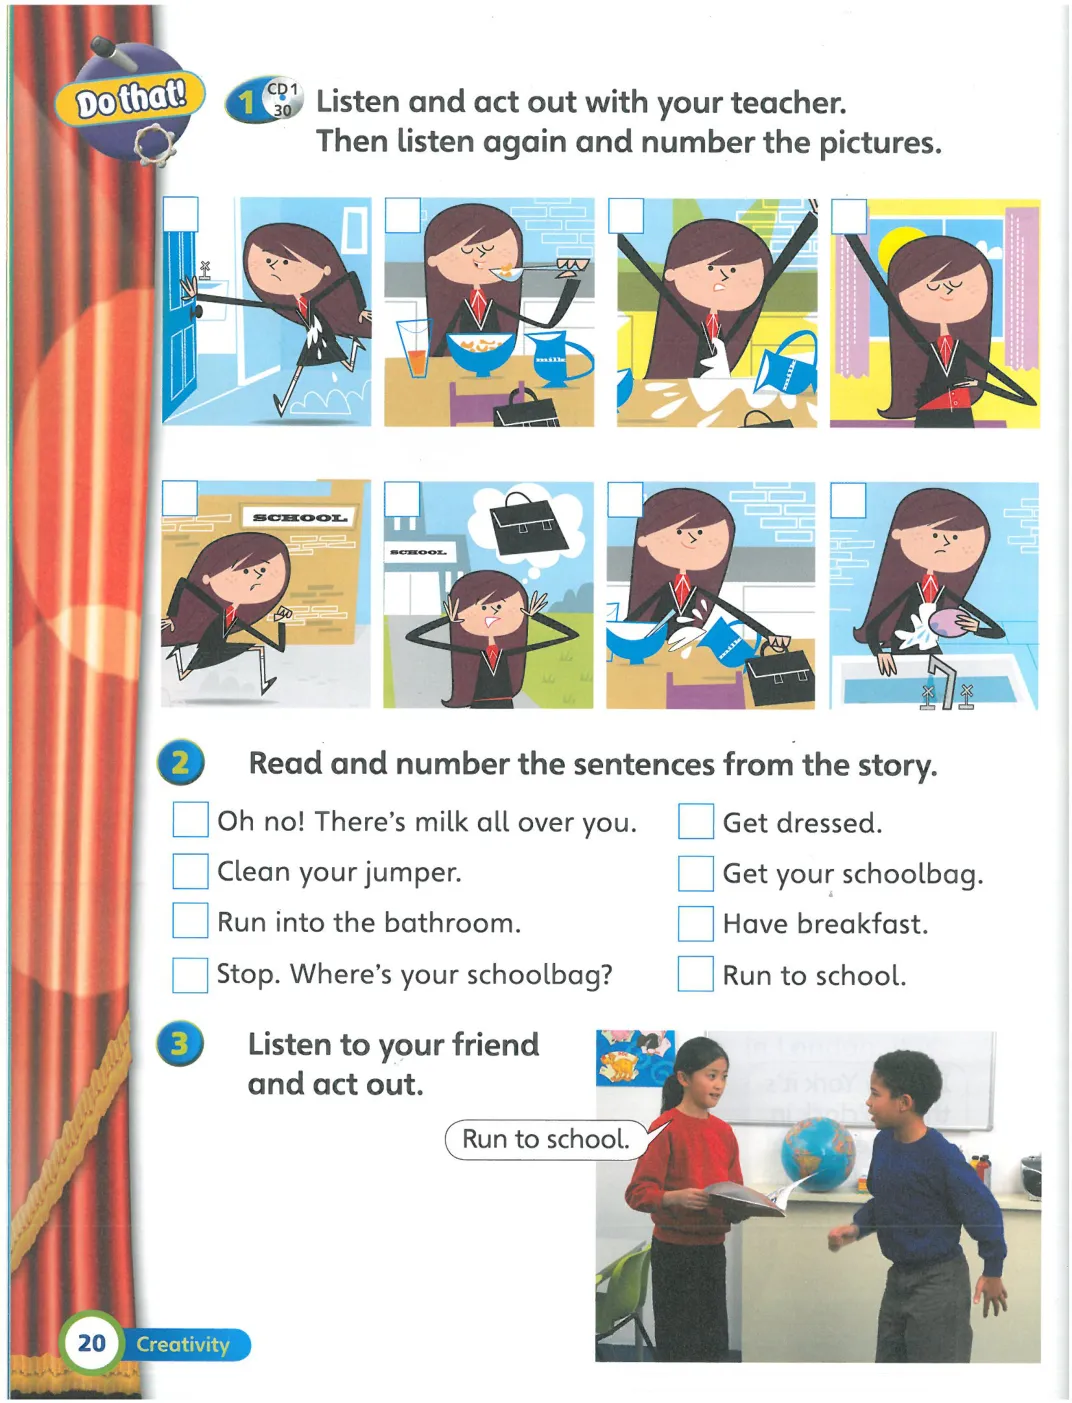 Do that!
1 CD1
30
Listen and act out with your teacher.
Then listen again and number the pictures.
milk
milk
SCHOOL
SCHOOL
milk
2 Read and number the sentences from the story.
Oh no! There's milk all over you.
Clean your jumper.
Run into the bathroom.
Stop. Where's your schoolbag?
Get dressed.
Get your schoolbag.
Have breakfast.
Run to school.
3 Listen to your friend
and act out.
Run to school.
20 Creativity